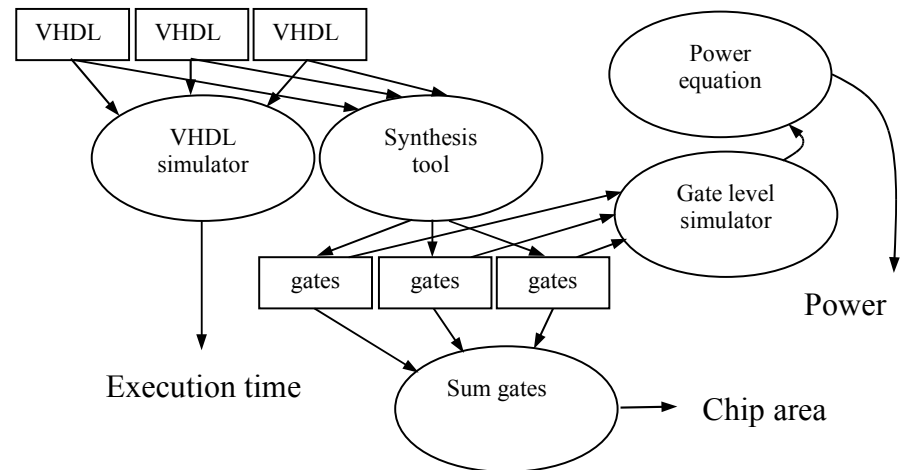 VHDL
VHDL
VHDL
Power
equation
VHDL
simulator
Synthesis
tool
Gate level
simulator
gates
gates
gates
Power
Execution time
Sum gates
Chip area